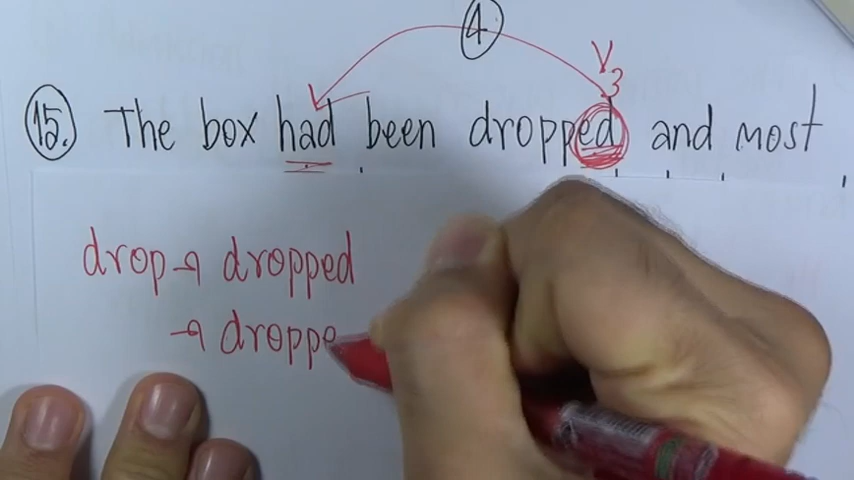 4
V3
15. The box had been dropped and most
drop → dropped
→ droppe